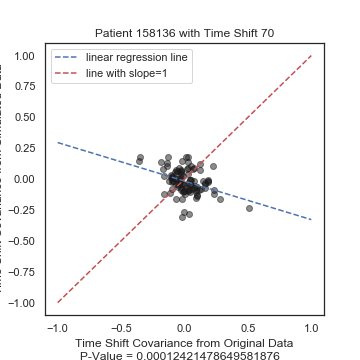 Patient 158136 with Time Shift 70
linear regression line
line with slope=1
1.00
0.75
0.50
0.25
0.00
−0.25
−0.50
−0.75
−1.00
−1.0
−0.5
0.0
0.5
1.0
Time Shift Covariance from Original Data
P-Value = 0.00012421478649581876